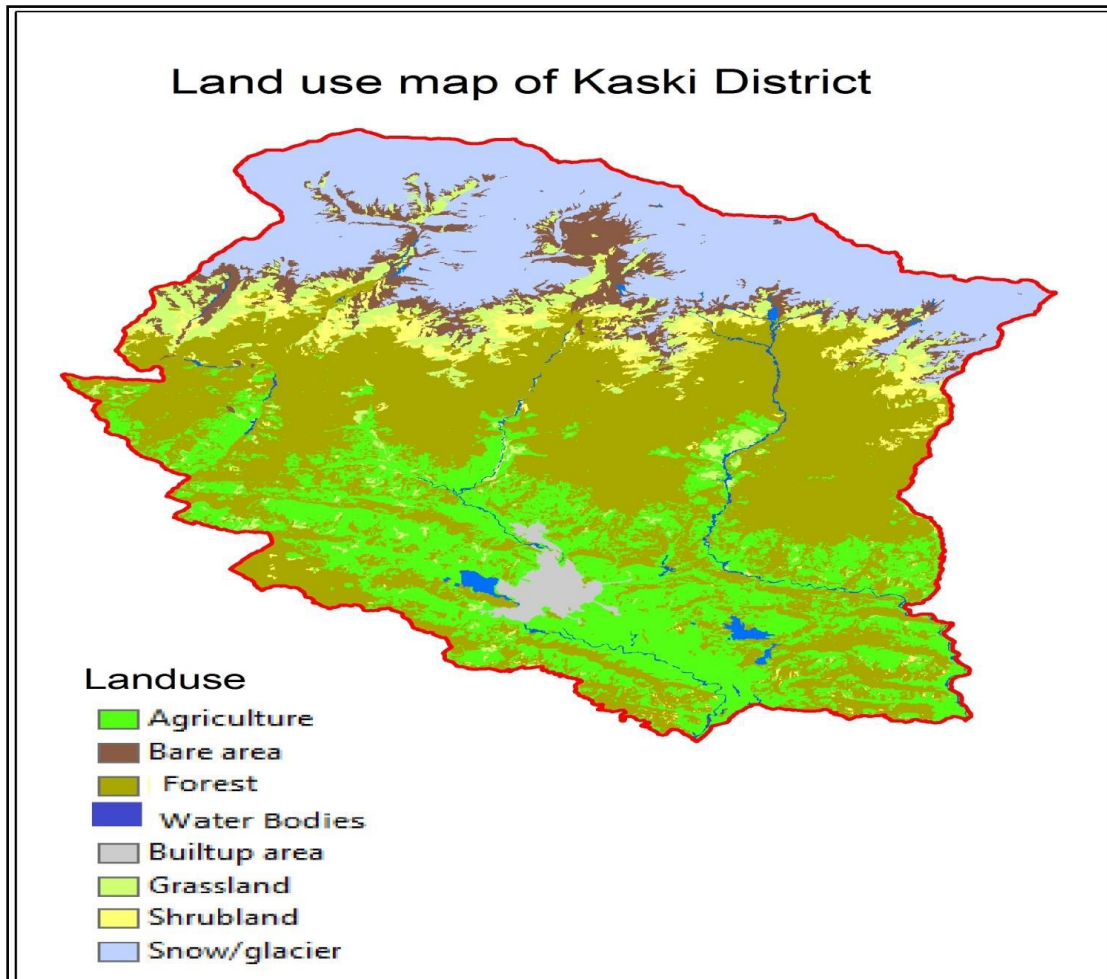 Land use map of Kaski District
Landuse
Agriculture
Bare area
Forest
Water Bodies
Builtup area
Grassland
Shrubland
Snow/glacier